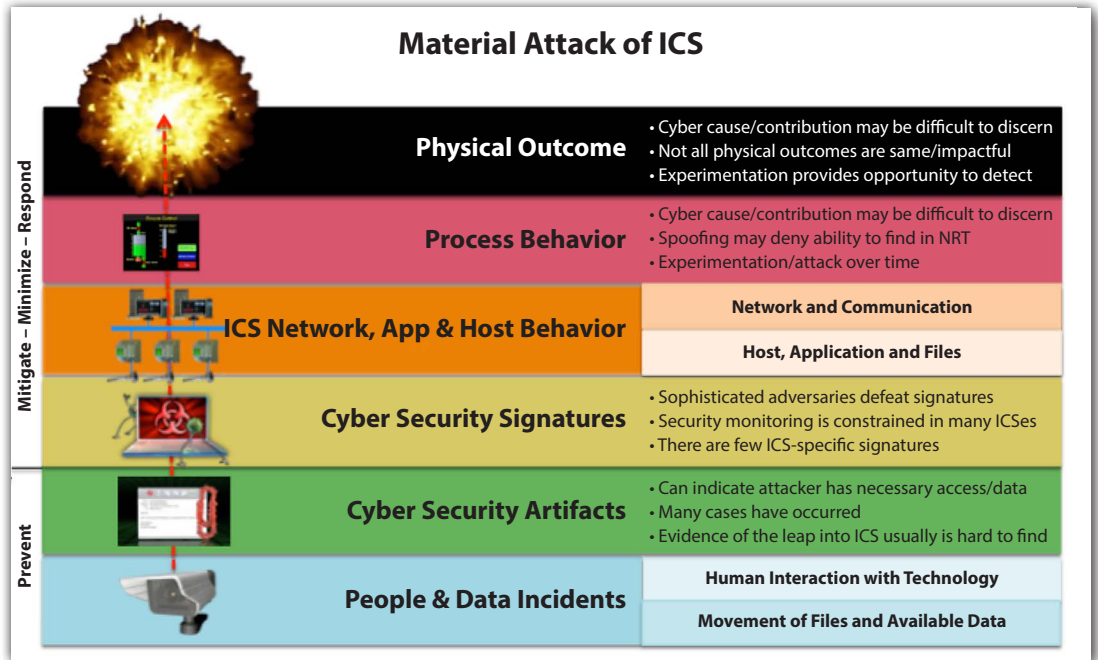 Material Attack of ICS
Mitigate – Minimize – Respond
Physical Outcome
• Cyber cause/contribution may be difficult to discern
• Not all physical outcomes are same/impactful
• Experimentation provides opportunity to detect
Process Behavior
• Cyber cause/contribution may be difficult to discern
• Spoofing may deny ability to find in NRT
• Experimentation/attack over time
ICS Network, App & Host Behavior
Network and Communication
Host, Application and Files
Cyber Security Signatures
• Sophisticated adversaries defeat signatures
• Security monitoring is constrained in many ICSes
• There are few ICS-specific signatures
Prevent
Cyber Security Artifacts
• Can indicate attacker has necessary access/data
• Many cases have occurred
• Evidence of the leap into ICS usually is hard to find
People & Data Incidents
Human Interaction with Technology
Movement of Files and Available Data